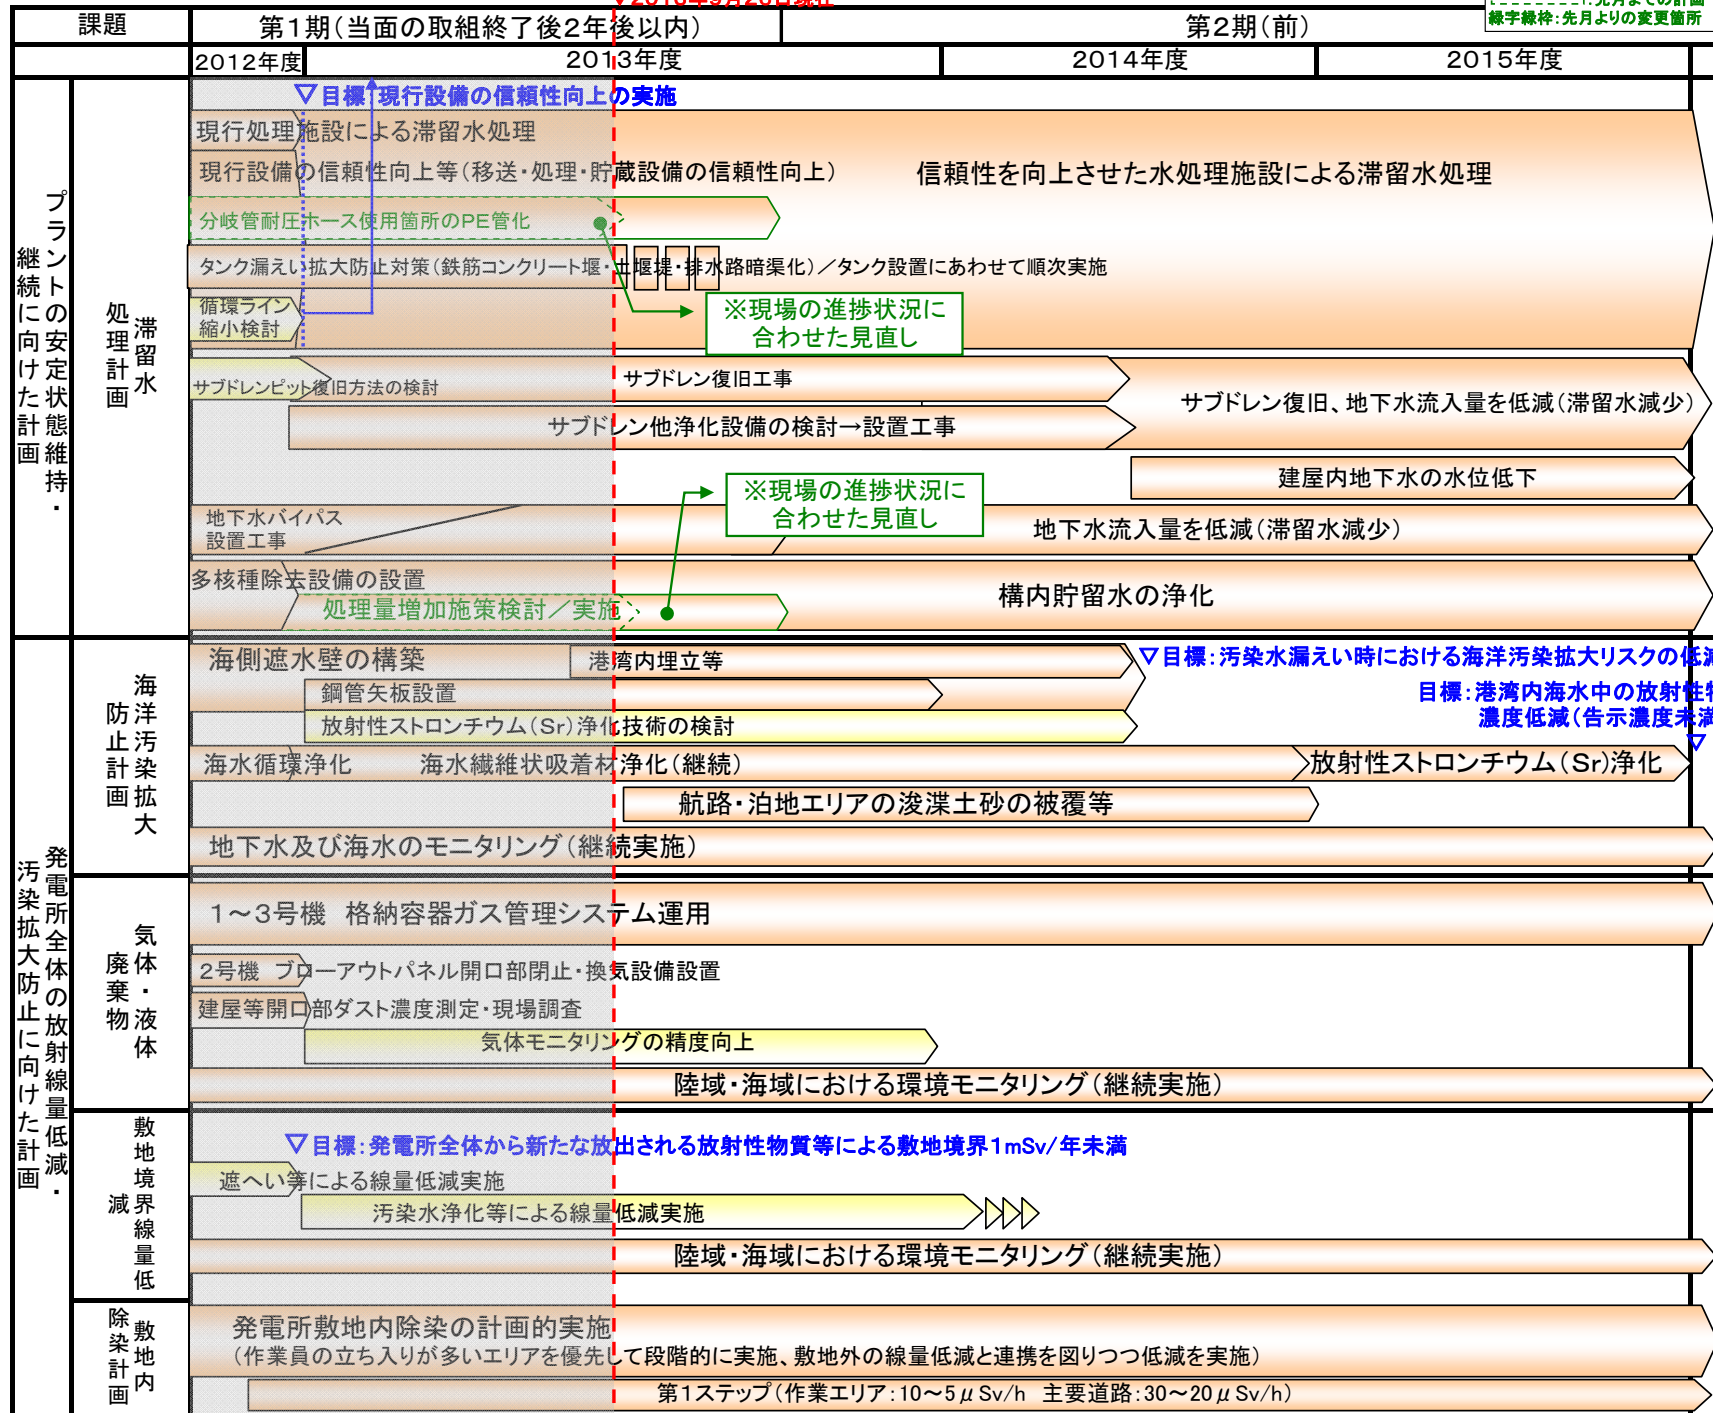 緑字緑枠：先月よりの変更箇所
課題
第1期（当面の取組終了後2年後以内）
第2期（前）
2012年度
2013年度
2014年度
2015年度
プラントの安定状態維持・
継続に向けた計画
滞留水
処理計画
▽目標：現行設備の信頼性向上の実施
現行処理施設による滞留水処理
現行設備の信頼性向上等（移送・処理・貯蔵設備の信頼性向上）
信頼性を向上させた水処理施設による滞留水処理
分岐管耐圧ホース使用箇所のPE管化
タンク漏えい拡大防止対策（鉄筋コンクリート堰・土堰堤・排水路暗渠化）／タンク設置にあわせて順次実施
循環ライン
縮小検討
※現場の進捗状況に
合わせた見直し
サブドレンピット復旧方法の検討
サブドレン復旧工事
サブドレン復旧、地下水流入量を低減（滞留水減少）
サブドレン他浄化設備の検討→設置工事
建屋内地下水の水位低下
※現場の進捗状況に
合わせた見直し
地下水バイパス
設置工事
地下水流入量を低減（滞留水減少）
多核種除去設備の設置
処理量増加施策検討／実施
構内貯留水の浄化
発電所全体の放射線量低減・
汚染拡大防止に向けた計画
海洋汚染拡大
防止計画
海側遮水壁の構築
港湾内埋立等
▽目標：汚染水漏えい時における海洋汚染拡大リスクの低減
鋼管矢板設置
目標：港湾内海水中の放射性物
濃度低減（告示濃度未満
▽
放射性ストロンチウム（Sr）浄化技術の検討
海水循環浄化
海水繊維状吸着材浄化（継続）
放射性ストロンチウム（Sr）浄化
航路・泊地エリアの浚渫土砂の被覆等
地下水及び海水のモニタリング（継続実施）
気体・液体
廃棄物
1～3号機 格納容器ガス管理システム運用
2号機 ブローアウトパネル開口部閉止・換気設備設置
建屋等開口部ダスト濃度測定・現場調査
気体モニタリングの精度向上
陸域・海域における環境モニタリング（継続実施）
敷地境界線量低
減
▽目標：発電所全体から新たな放出される放射性物質等による敷地境界1mSv/年未満
遮へい等による線量低減実施
汚染水浄化等による線量低減実施
陸域・海域における環境モニタリング（継続実施）
敷地内
除染計画
発電所敷地内除染の計画的実施
（作業員の立ち入りが多いエリアを優先して段階的に実施、敷地外の線量低減と連携を図りつつ低減を実施）
第1ステップ（作業エリア：10～5μSv/h 主要道路：30～20μSv/h）